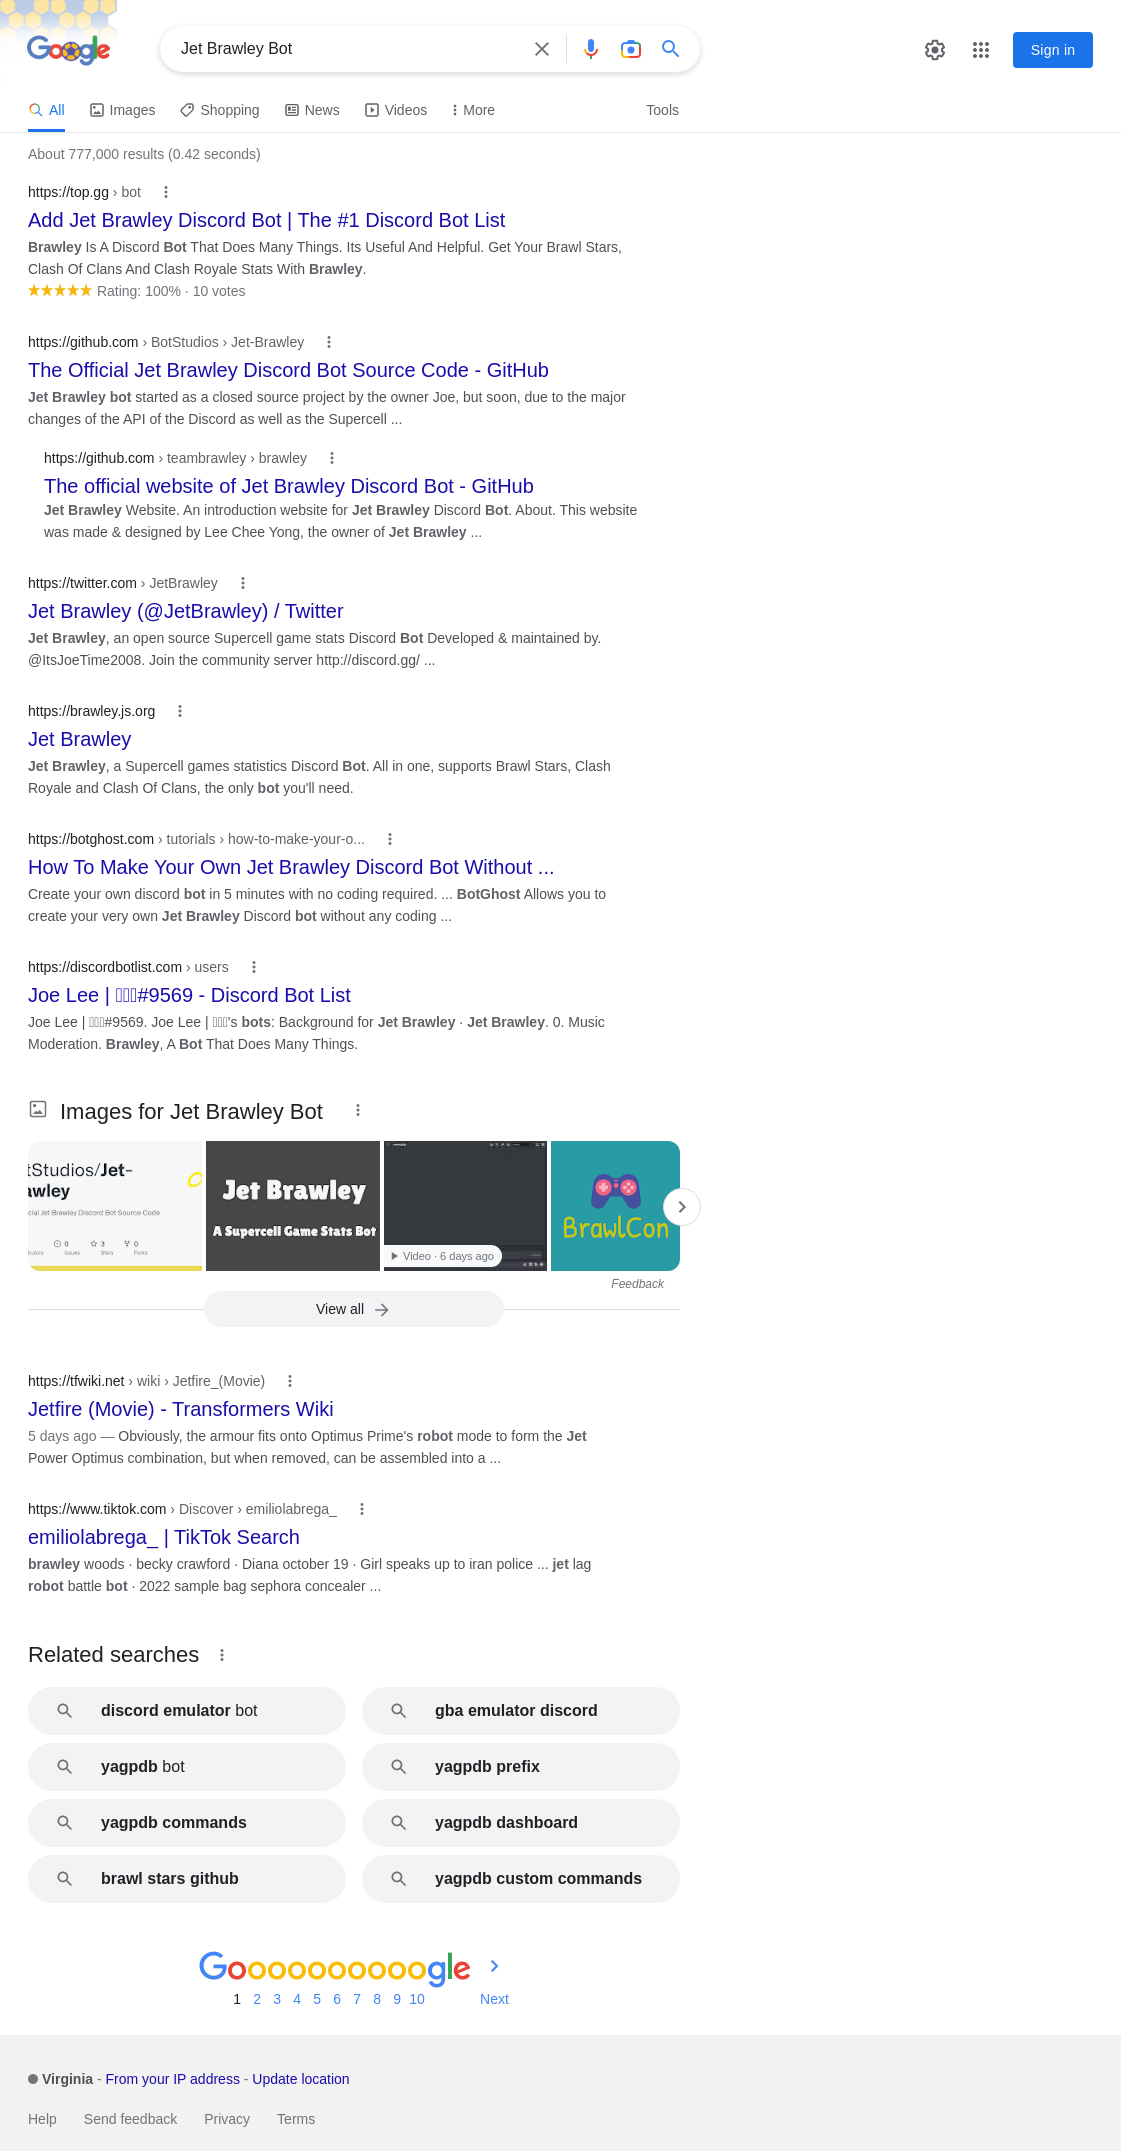 Google
Jet Brawley Bot
Sign in
All
Images
Shopping
News
Videos
More
Tools
About 777,000 results (0.42 seconds)
https://top.gg › bot
Add Jet Brawley Discord Bot | The #1 Discord Bot List
Brawley Is A Discord Bot That Does Many Things. Its Useful And Helpful. Get Your Brawl Stars,
Clash Of Clans And Clash Royale Stats With Brawley.
Rating: 100% · 10 votes
https://github.com › BotStudios › Jet-Brawley
The Official Jet Brawley Discord Bot Source Code - GitHub
Jet Brawley bot started as a closed source project by the owner Joe, but soon, due to the major
changes of the API of the Discord as well as the Supercell ...
https://github.com › teambrawley › brawley
The official website of Jet Brawley Discord Bot - GitHub
Jet Brawley Website. An introduction website for Jet Brawley Discord Bot. About. This website
was made & designed by Lee Chee Yong, the owner of Jet Brawley ...
https://twitter.com › JetBrawley
Jet Brawley (@JetBrawley) / Twitter
Jet Brawley, an open source Supercell game stats Discord Bot Developed & maintained by.
@ItsJoeTime2008. Join the community server http://discord.gg/ ...
https://brawley.js.org
Jet Brawley
Jet Brawley, a Supercell games statistics Discord Bot. All in one, supports Brawl Stars, Clash
Royale and Clash Of Clans, the only bot you'll need.
https://botghost.com › tutorials › how-to-make-your-o...
How To Make Your Own Jet Brawley Discord Bot Without ...
Create your own discord bot in 5 minutes with no coding required. ... BotGhost Allows you to
create your very own Jet Brawley Discord bot without any coding ...
https://discordbotlist.com › users
Joe Lee | #9569 - Discord Bot List
Joe Lee | #9569. Joe Lee | 's bots: Background for Jet Brawley · Jet Brawley. 0. Music
Moderation. Brawley, A Bot That Does Many Things.
Images for Jet Brawley Bot
tStudios/Jet-
awley
cial Jet Brawley Discord Bot Source Code
0
3
0
butors
Issues
Stars
Forks
Jet Brawley
A Supercell Game Stats Bot
Video · 6 days ago
BrawlCon
Feedback
View all
https://tfwiki.net › wiki › Jetfire_(Movie)
Jetfire (Movie) - Transformers Wiki
5 days ago — Obviously, the armour fits onto Optimus Prime's robot mode to form the Jet
Power Optimus combination, but when removed, can be assembled into a ...
https://www.tiktok.com › Discover › emiliolabrega_
emiliolabrega_ | TikTok Search
brawley woods · becky crawford · Diana october 19 · Girl speaks up to iran police ... jet lag
robot battle bot · 2022 sample bag sephora concealer ...
Related searches
discord emulator bot
gba emulator discord
yagpdb bot
yagpdb prefix
yagpdb commands
yagpdb dashboard
brawl stars github
yagpdb custom commands
Goooooooooogle
1 2 3 4 5 6 7 8 9 10 Next
Virginia - From your IP address - Update location
Help
Send feedback
Privacy
Terms